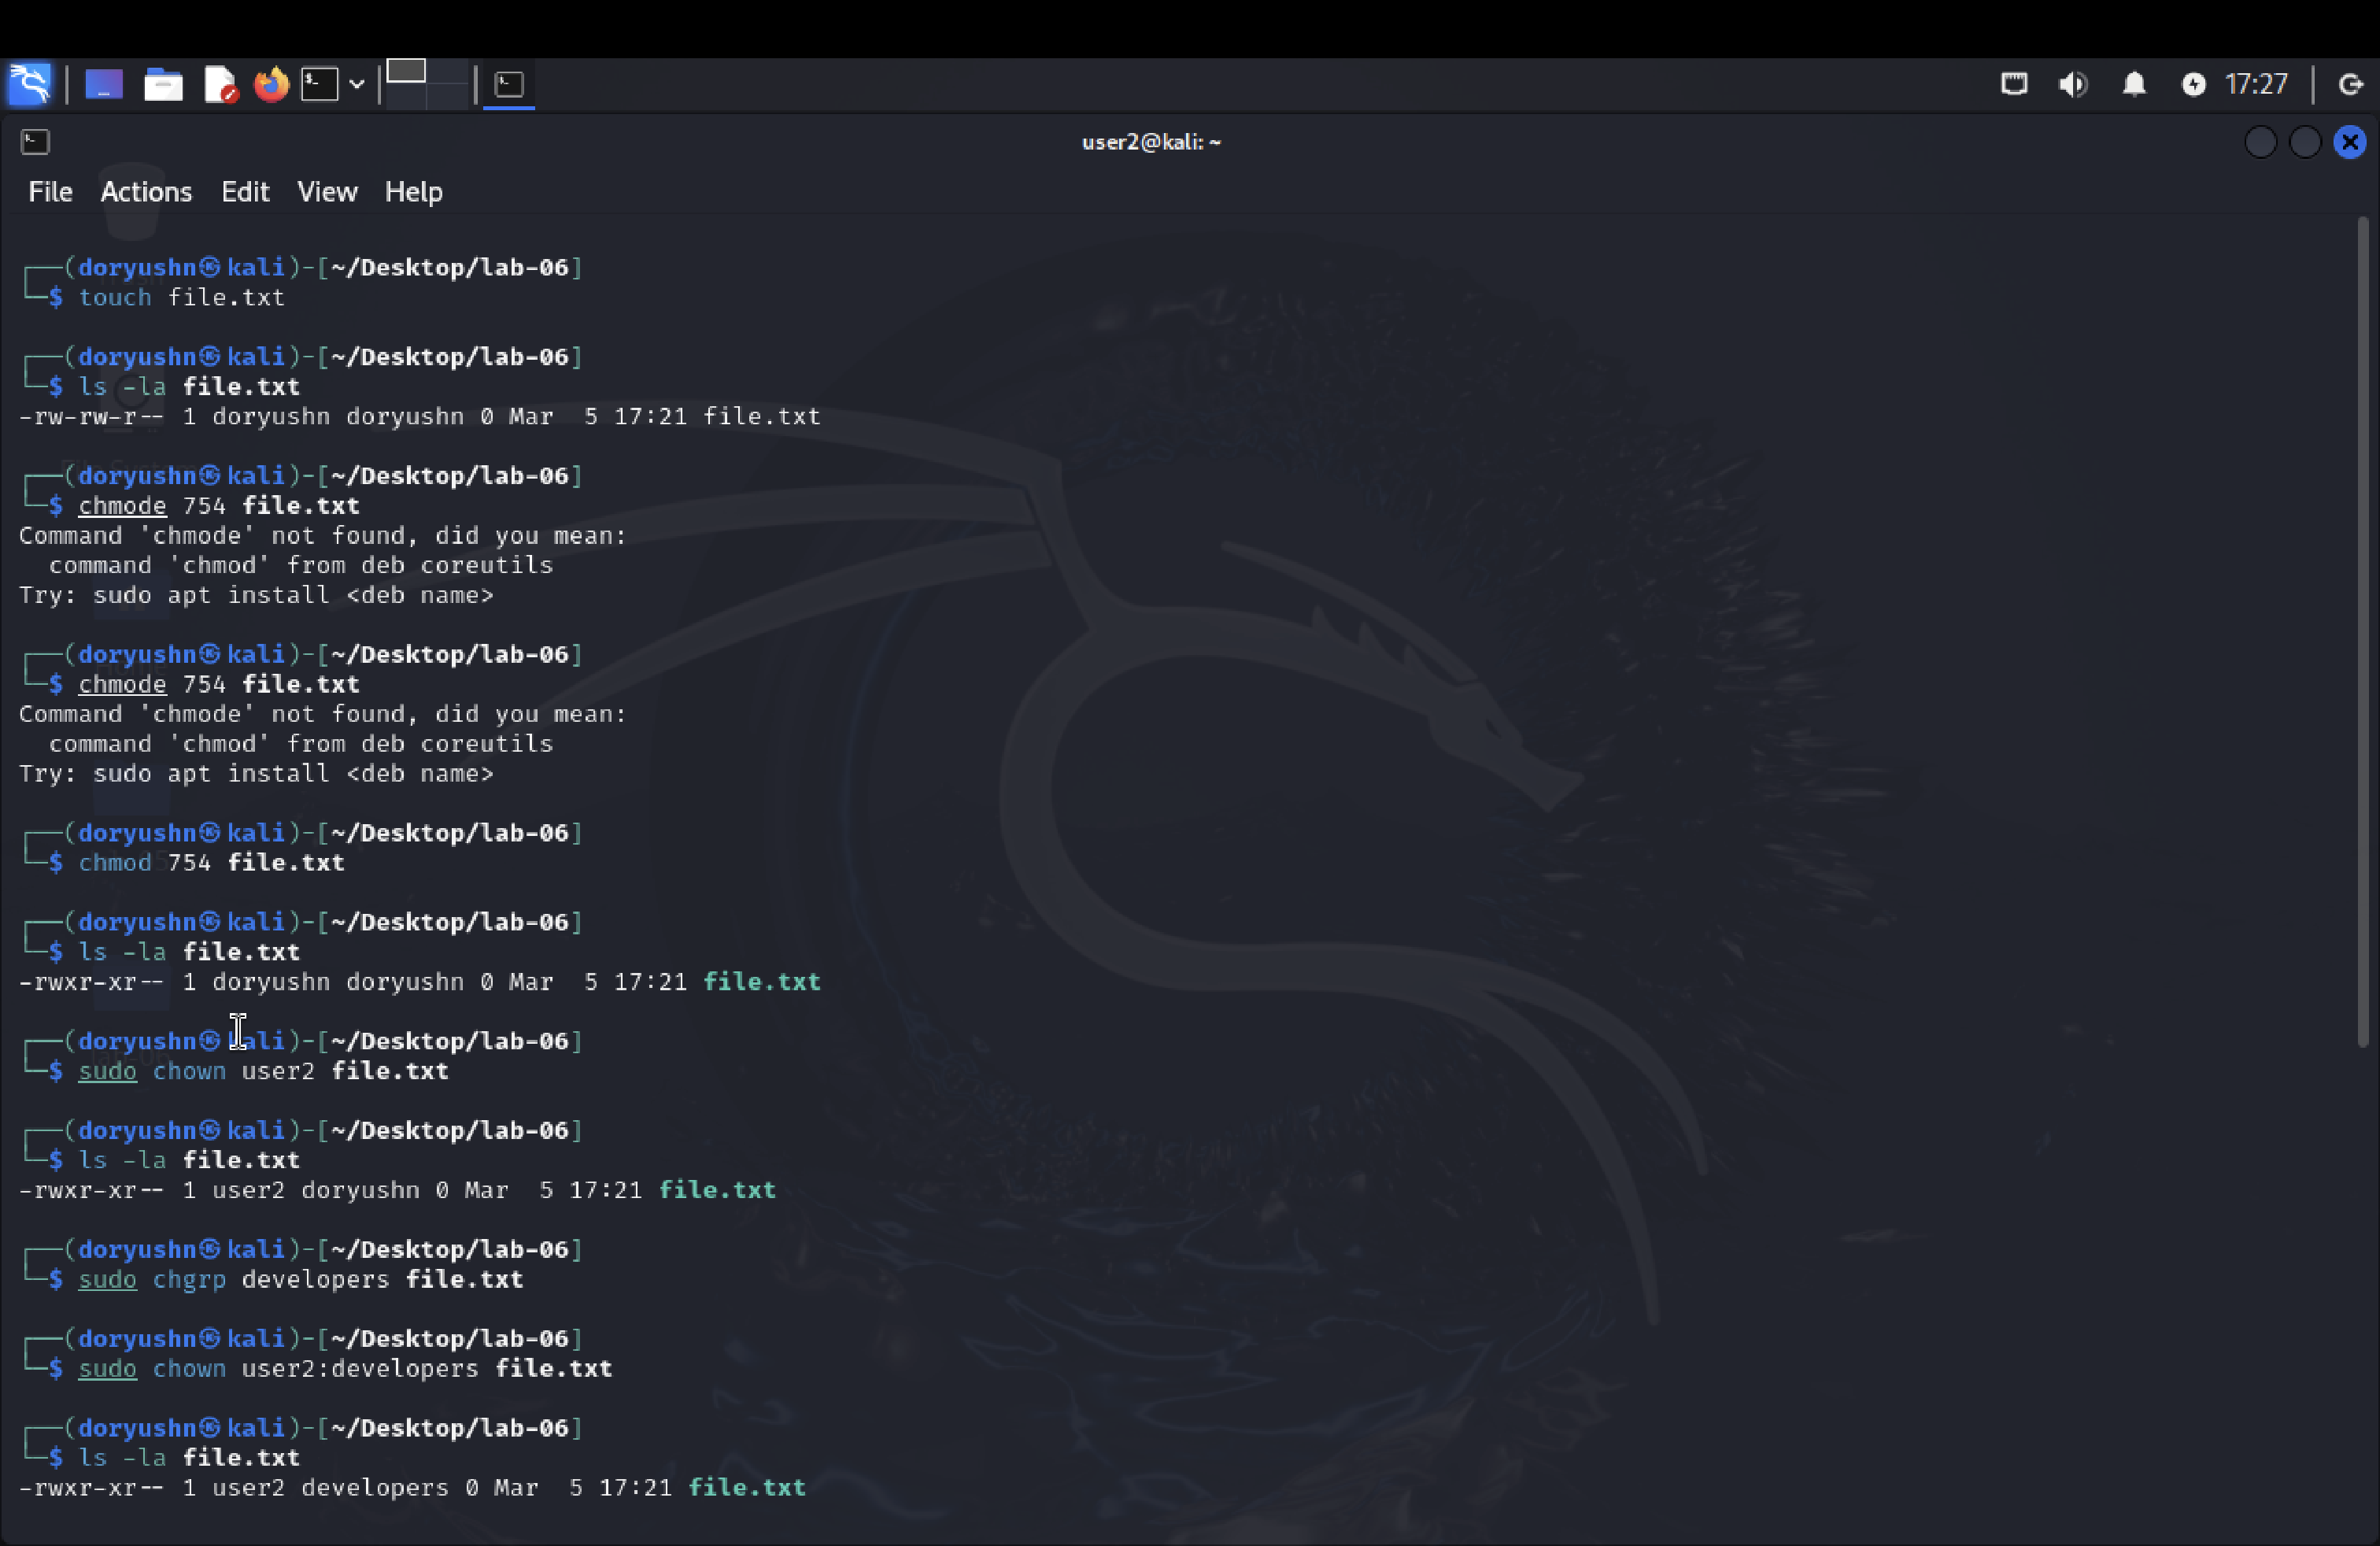 17:27
user2@kali: ~
File Actions Edit View Help
┌──(doryushn㉿kali)-[~/Desktop/lab-06]
└─$ touch file.txt
┌──(doryushn㉿kali)-[~/Desktop/lab-06]
└─$ ls -la file.txt
-rw-rw-r-- 1 doryushn doryushn 0 Mar  5 17:21 file.txt
┌──(doryushn㉿kali)-[~/Desktop/lab-06]
└─$ chmode 754 file.txt
Command 'chmode' not found, did you mean:
  command 'chmod' from deb coreutils
Try: sudo apt install <deb name>
┌──(doryushn㉿kali)-[~/Desktop/lab-06]
└─$ chmode 754 file.txt
Command 'chmode' not found, did you mean:
  command 'chmod' from deb coreutils
Try: sudo apt install <deb name>
┌──(doryushn㉿kali)-[~/Desktop/lab-06]
└─$ chmod 754 file.txt
┌──(doryushn㉿kali)-[~/Desktop/lab-06]
└─$ ls -la file.txt
-rwxr-xr-- 1 doryushn doryushn 0 Mar  5 17:21 file.txt
┌──(doryushn㉿kali)-[~/Desktop/lab-06]
└─$ sudo chown user2 file.txt
┌──(doryushn㉿kali)-[~/Desktop/lab-06]
└─$ ls -la file.txt
-rwxr-xr-- 1 user2 doryushn 0 Mar  5 17:21 file.txt
┌──(doryushn㉿kali)-[~/Desktop/lab-06]
└─$ sudo chgrp developers file.txt
┌──(doryushn㉿kali)-[~/Desktop/lab-06]
└─$ sudo chown user2:developers file.txt
┌──(doryushn㉿kali)-[~/Desktop/lab-06]
└─$ ls -la file.txt
-rwxr-xr-- 1 user2 developers 0 Mar  5 17:21 file.txt